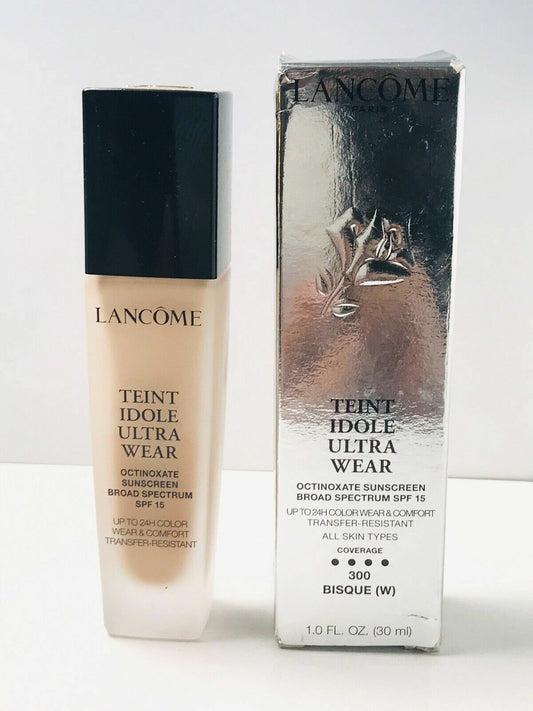 LANCÔME
TEINT
IDOLE
ULTRA
WEAR
OCTINOXATE
SUNSCREEN
BROAD SPECTRUM
SPF 15
UP TO 24H COLOR
WEAR & COMFORT
TRANSFER-RESISTANT
LANCÔME
PARIS
TEINT
IDOLE
ULTRA
WEAR
OCTINOXATE SUNSCREEN
BROAD SPECTRUM SPF 15
UP TO 24H COLOR WEAR & COMFORT
TRANSFER-RESISTANT
ALL SKIN TYPES
COVERAGE
● ● ● ●
300
BISQUE (W)
1.0 FL. OZ. (30 ml)